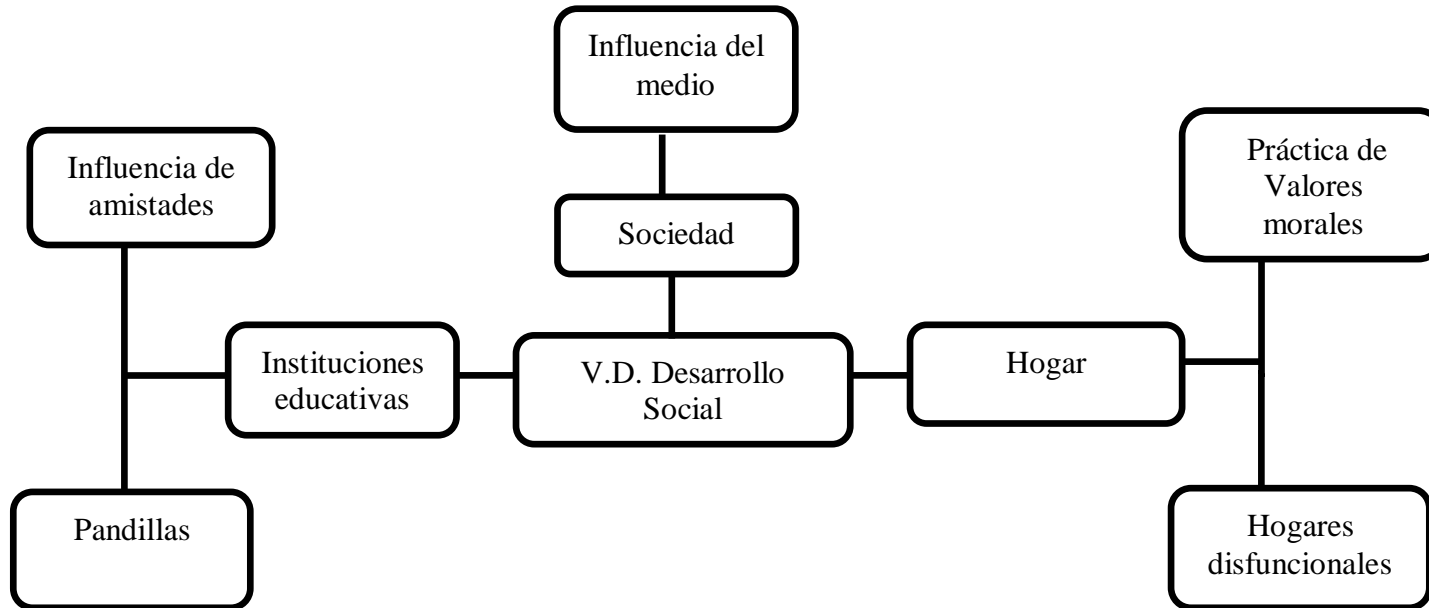 Influencia del
medio
Influencia de
amistades
Práctica de
Valores
morales
Sociedad
Instituciones
educativas
V.D. Desarrollo
Social
Hogar
Pandillas
Hogares
disfuncionales